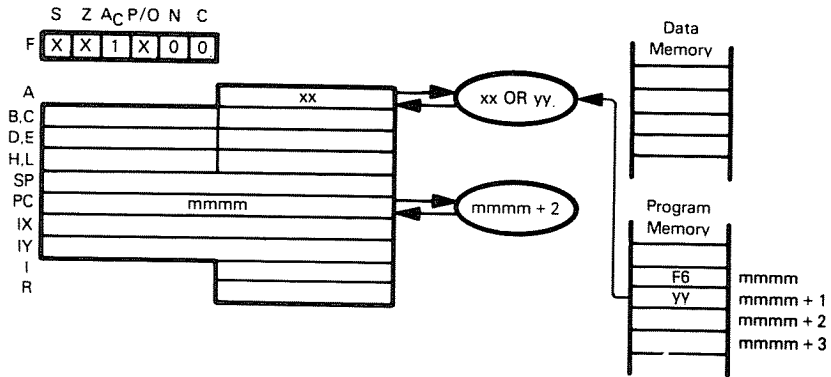 S Z AC P/O N C
F X X 1 X 0 0
Data
Memory
A xx
xx OR yy.
B,C
D,E
H,L
SP
PC mmmm
mmmm + 2
IX
IY
I
R
Program
Memory
F6 mmmm
yy mmmm + 1
mmmm + 2
mmmm + 3